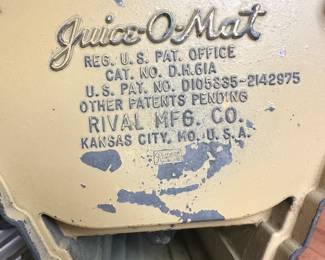 Juice-O-Mat
REG. U.S. PAT. OFFICE
CAT. NO. D.H.61A
U.S. PAT. NO. D105885-2142975
OTHER PATENTS PENDING
RIVAL MFG. CO.
KANSAS CITY, MO. U.S.A.